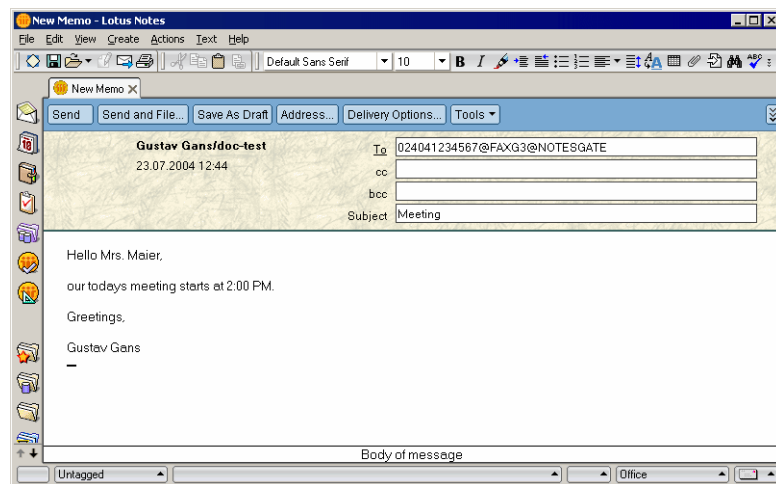 New Memo - Lotus Notes
File Edit View Create Actions Text Help
Default Sans Serif 10 B I
New Memo
Send Send and File... Save As Draft Address... Delivery Options... Tools
Gustav Gans/doc-test To 024041234567@FAXG3@NOTESGATE
23.07.2004 12:44 cc
bcc
Subject Meeting
Hello Mrs. Maier,
our todays meeting starts at 2:00 PM.
Greetings,
Gustav Gans
Body of message
Untagged Office